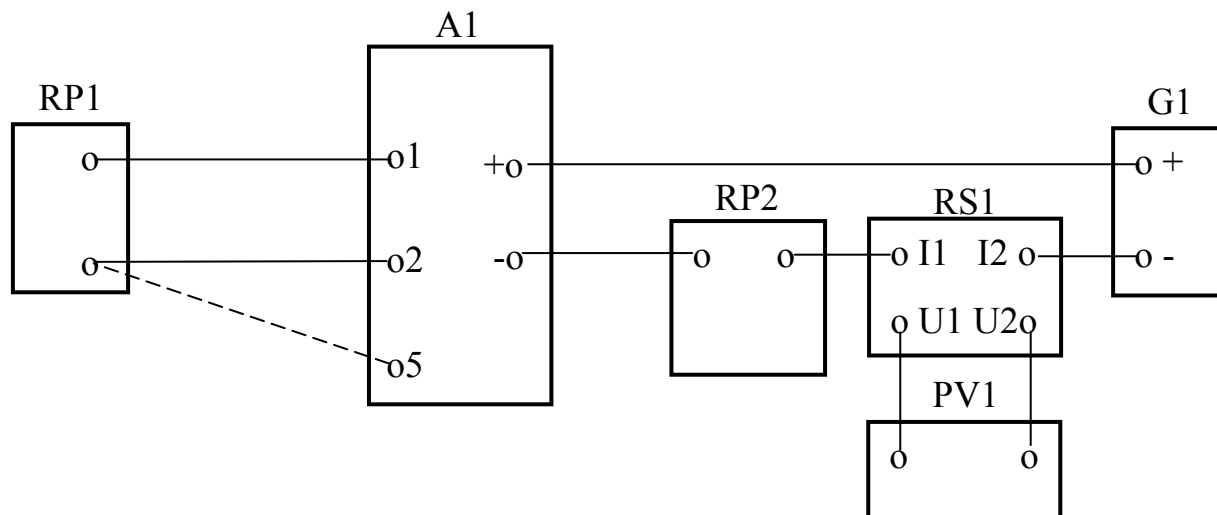 A1
RP1
G1
o
o1
+o
o +
RP2
RS1
o
o2
-o
o
o
o I1 I2 o
o -
o U1 U2o
o5
PV1
o
o